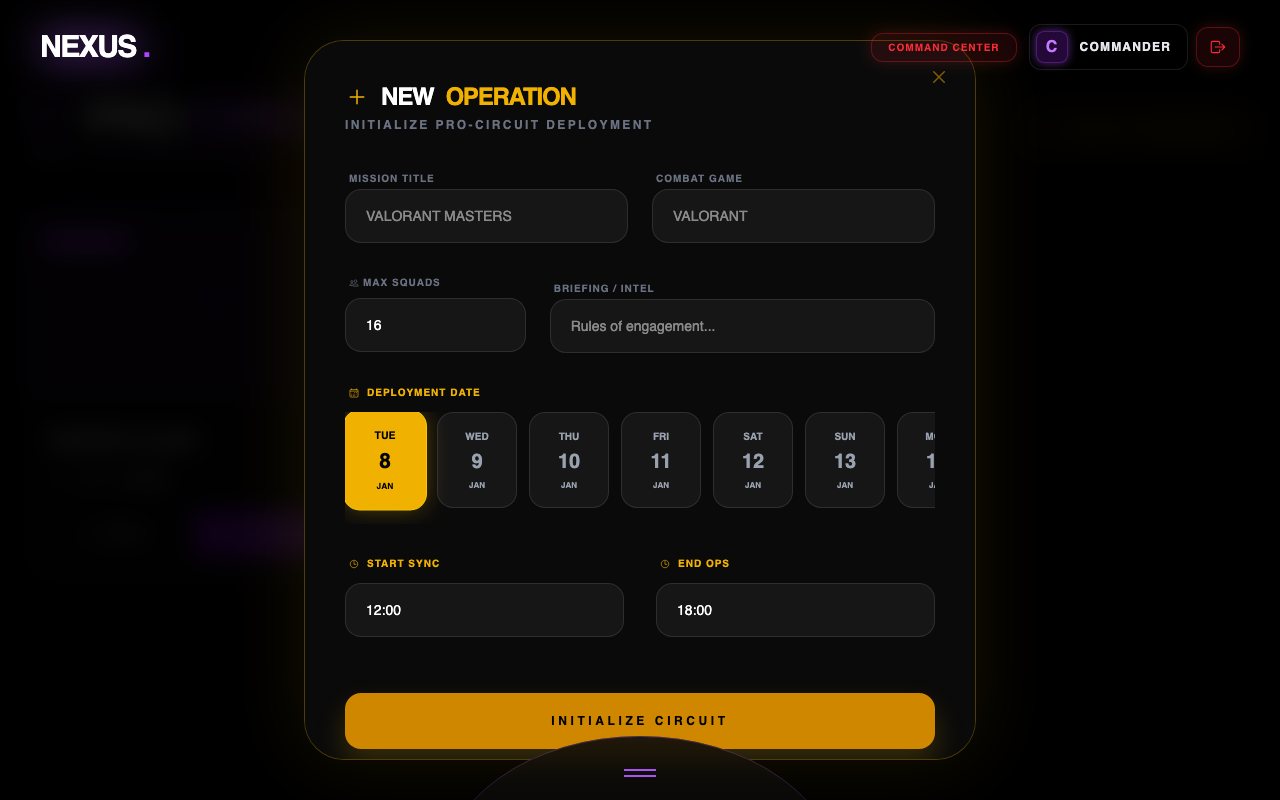 NEXUS .
COMMAND CENTER
C COMMANDER
NEW OPERATION
INITIALIZE PRO-CIRCUIT DEPLOYMENT
MISSION TITLE
COMBAT GAME
VALORANT MASTERS
VALORANT
MAX SQUADS
BRIEFING / INTEL
16
Rules of engagement...
DEPLOYMENT DATE
TUE
8
JAN
WED
9
JAN
THU
10
JAN
FRI
11
JAN
SAT
12
JAN
SUN
13
JAN
START SYNC
END OPS
12:00
18:00
INITIALIZE CIRCUIT